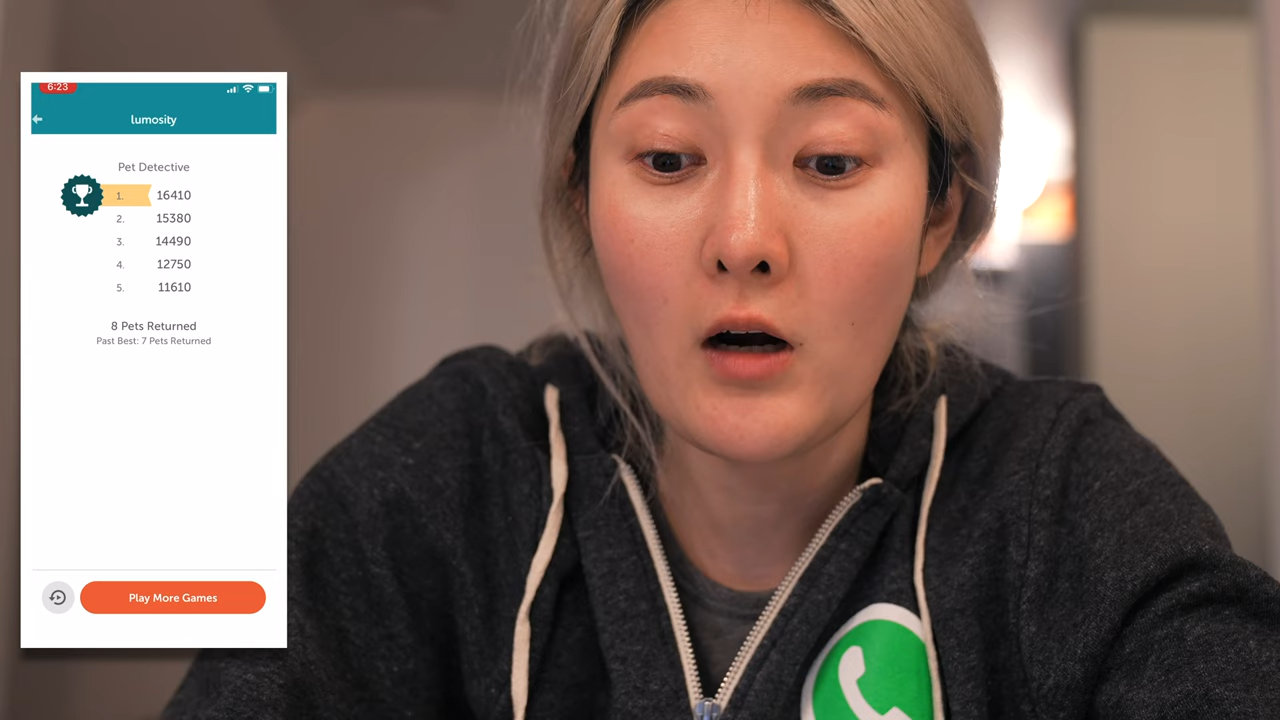 6:23
lumosity
Pet Detective
1. 16410
2. 15380
3. 14490
4. 12750
5. 11610
8 Pets Returned
Past Best: 7 Pets Returned
Play More Games